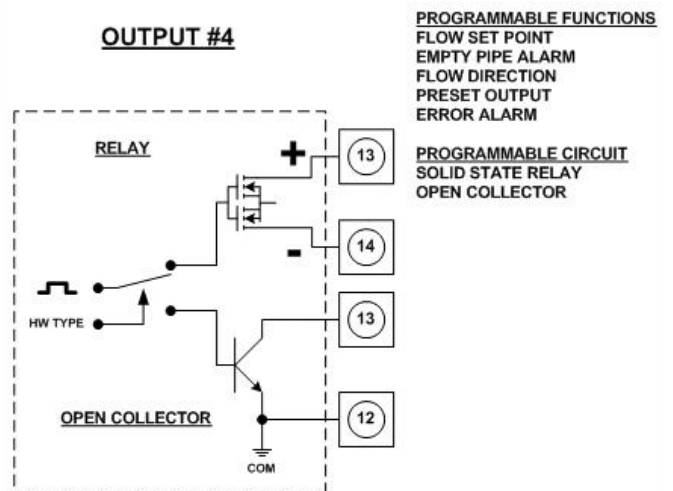 OUTPUT #4
PROGRAMMABLE FUNCTIONS
FLOW SET POINT
EMPTY PIPE ALARM
FLOW DIRECTION
PRESET OUTPUT
ERROR ALARM
PROGRAMMABLE CIRCUIT
SOLID STATE RELAY
OPEN COLLECTOR
RELAY
+
13
-
14
HW TYPE
13
OPEN COLLECTOR
12
COM